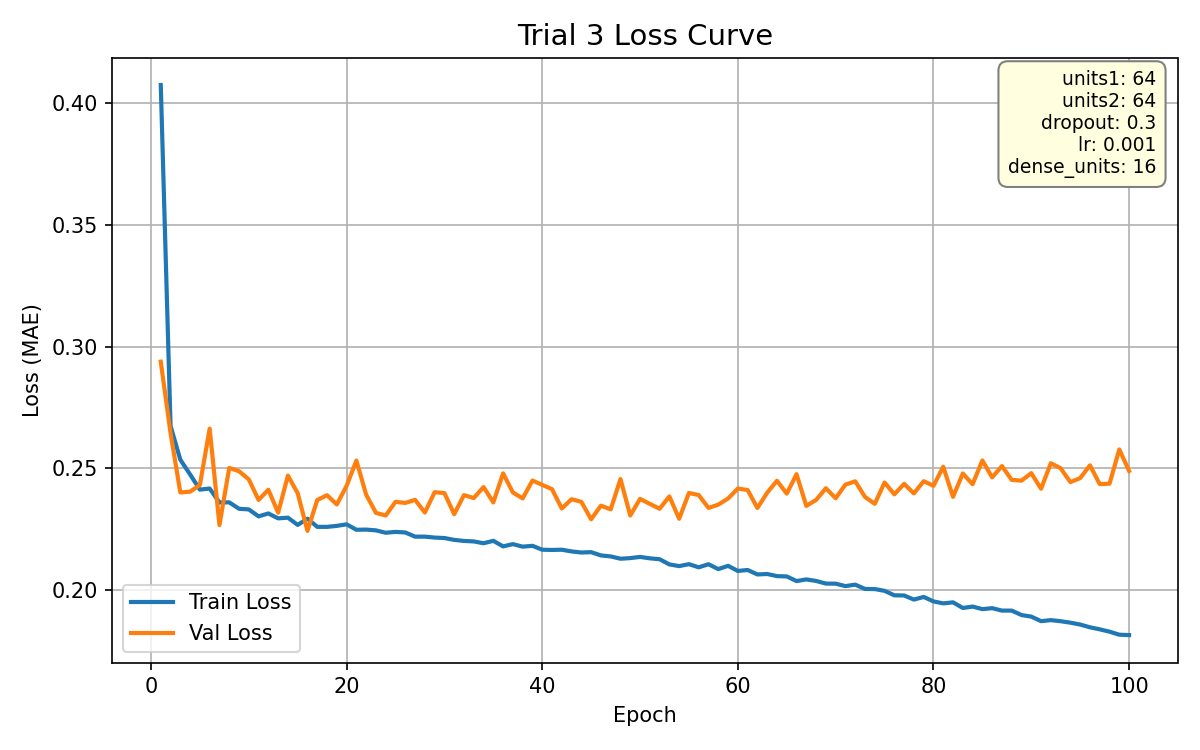 Trial 3 Loss Curve
units1: 64
units2: 64
dropout: 0.3
lr: 0.001
dense_units: 16
0.40
0.35
0.30
0.25
0.20
Loss (MAE)
Train Loss
Val Loss
0 20 40 60 80 100
Epoch